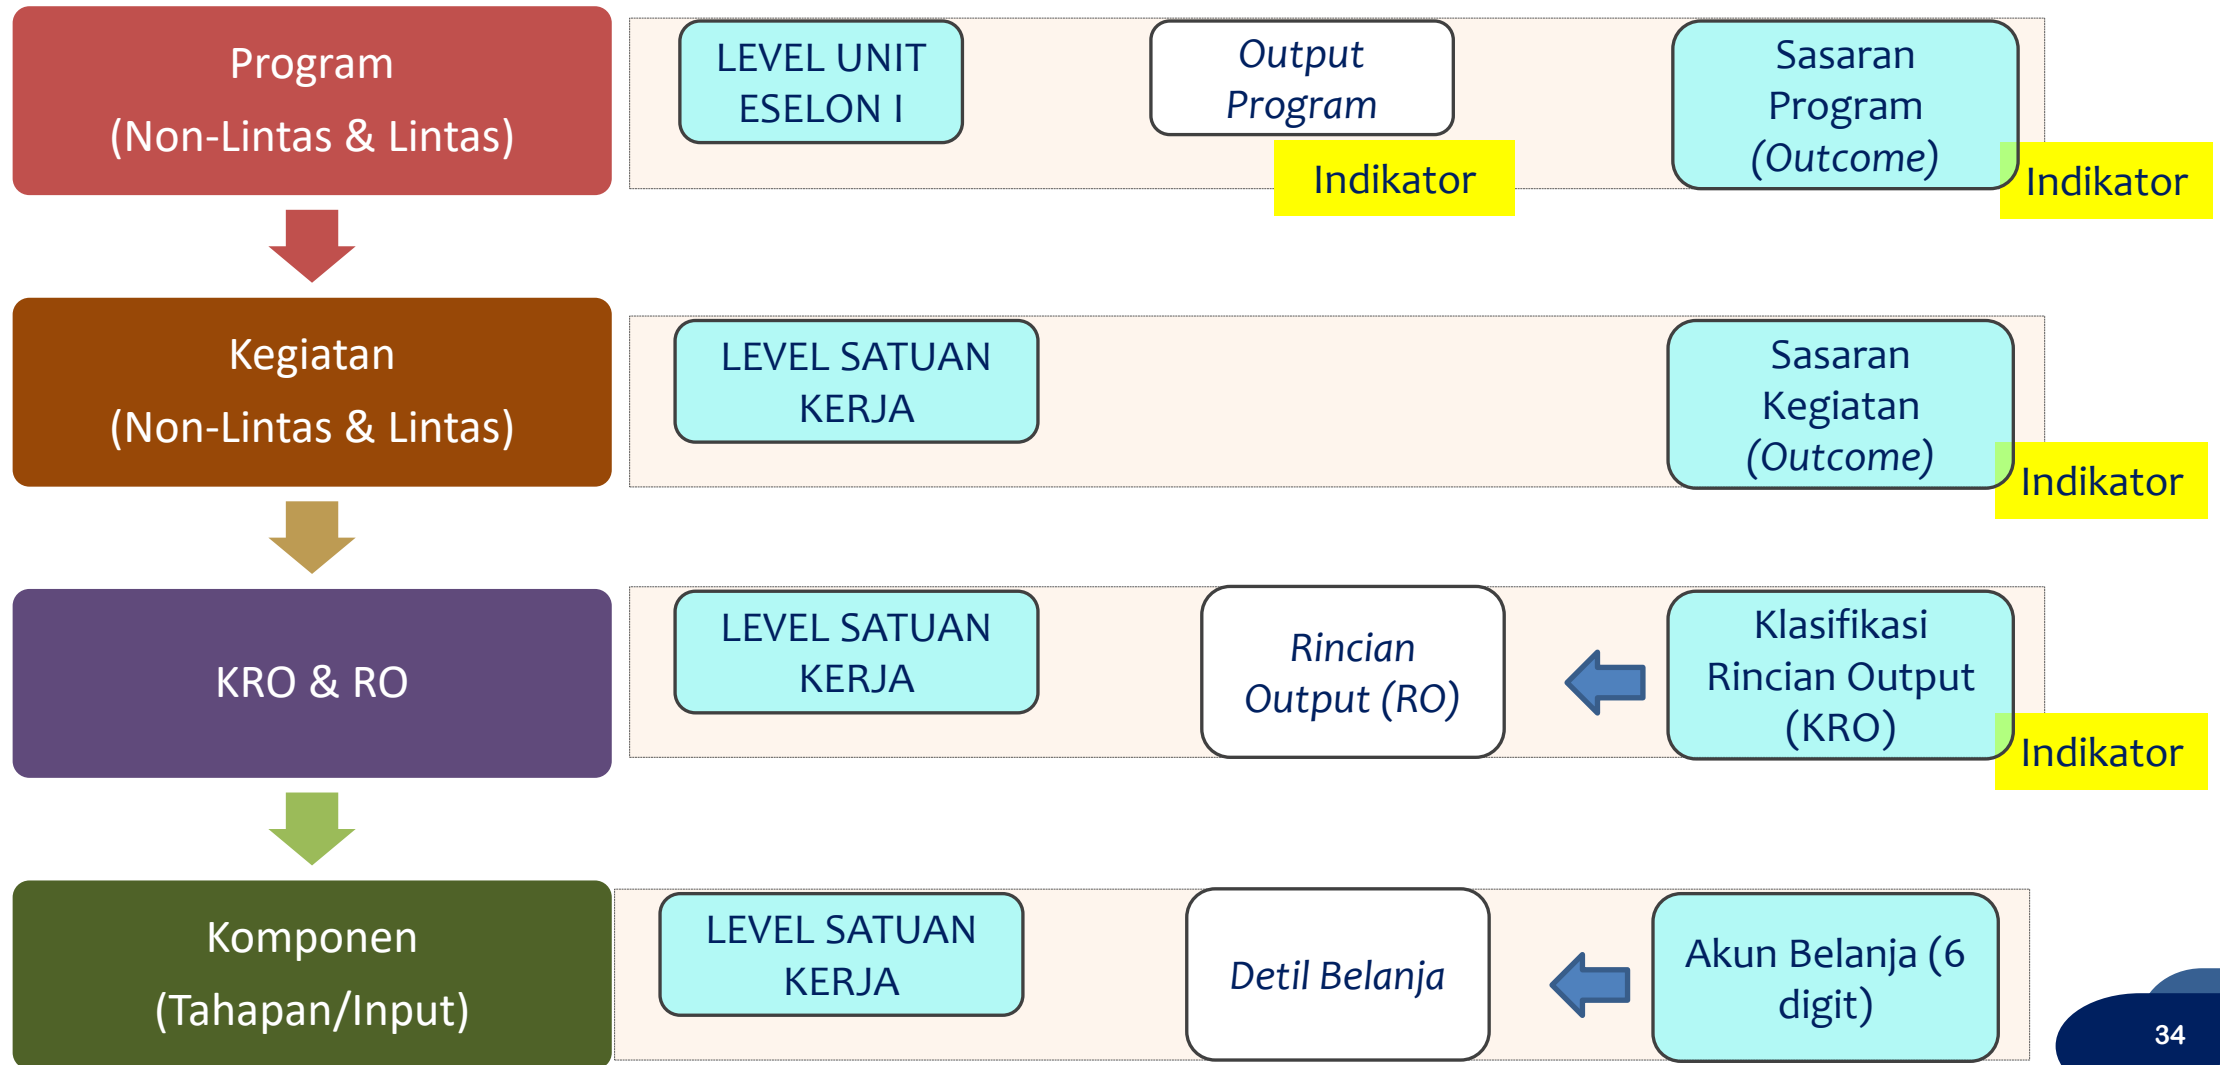 Program
(Non-Lintas & Lintas)
LEVEL UNIT
ESELON I
Output
Program
Indikator
Sasaran
Program
(Outcome)
Indikator
Kegiatan
(Non-Lintas & Lintas)
LEVEL SATUAN
KERJA
Sasaran
Kegiatan
(Outcome)
Indikator
KRO & RO
LEVEL SATUAN
KERJA
Rincian
Output (RO)
Klasifikasi
Rincian Output
(KRO)
Indikator
Komponen
(Tahapan/Input)
LEVEL SATUAN
KERJA
Detil Belanja
Akun Belanja (6
digit)
34